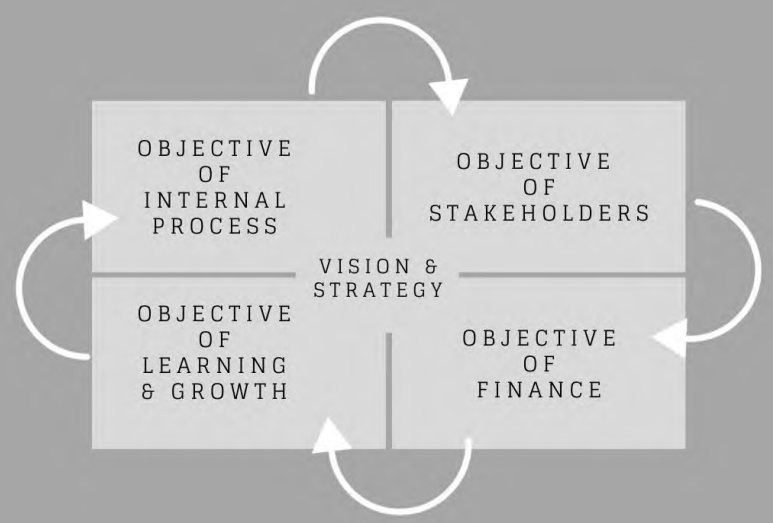 OBJECTIVE
OF
INTERNAL
PROCESS
OBJECTIVE
OF
STAKEHOLDERS
VISION &
STRATEGY
OBJECTIVE
OF
LEARNING
& GROWTH
OBJECTIVE
OF
FINANCE